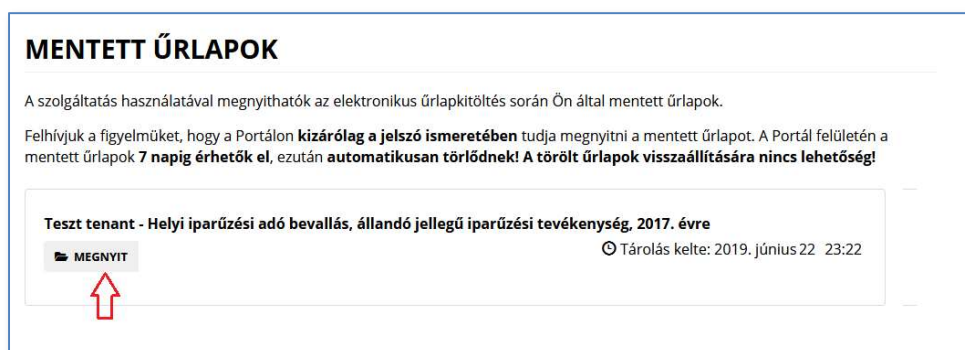 MENTETT ŰRLAPOK
A szolgáltatás használatával megnyithatók az elektronikus űrlapkitöltés során Ön által mentett űrlapok.
Felhívjuk a figyelmüket, hogy a Portálon kizárólag a jelszó ismeretében tudja megnyitni a mentett űrlapot. A Portál felületén a
mentett űrlapok 7 napig érhetők el, ezután automatikusan törlődnek! A törölt űrlapok visszaállítására nincs lehetőség!
Teszt tenant - Helyi iparűzési adó bevallás, állandó jellegű iparűzési tevékenység, 2017. évre
MEGNYIT
Tárolás kelte: 2019. június 22 23:22